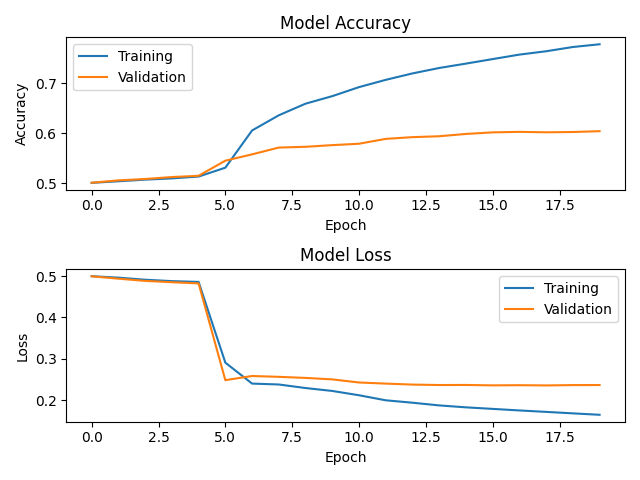 Model Accuracy
Training
Validation
0.7
0.6
0.5
Accuracy
0.0 2.5 5.0 7.5 10.0 12.5 15.0 17.5
Epoch
Model Loss
Training
Validation
0.5
0.4
0.3
0.2
Loss
0.0 2.5 5.0 7.5 10.0 12.5 15.0 17.5
Epoch